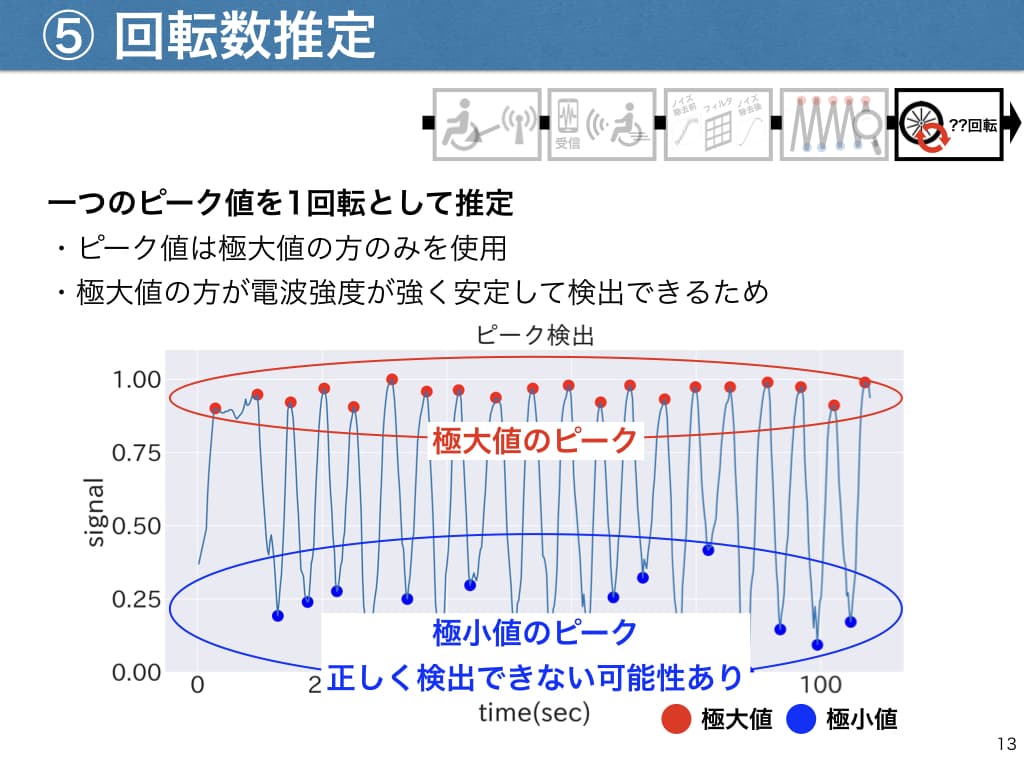 ⑤ 回転数推定
受信
ノイズ
除去前
フィルタ
ノイズ
除去後
??回転
一つのピーク値を1回転として推定
・ピーク値は極大値の方のみを使用
・極大値の方が電波強度が強く安定して検出できるため
ピーク検出
1.00
0.75
0.50
0.25
0.00
signal
極大値のピーク
極小値のピーク
正しく検出できない可能性あり
0
2
100
time(sec)
極大値
極小値
13